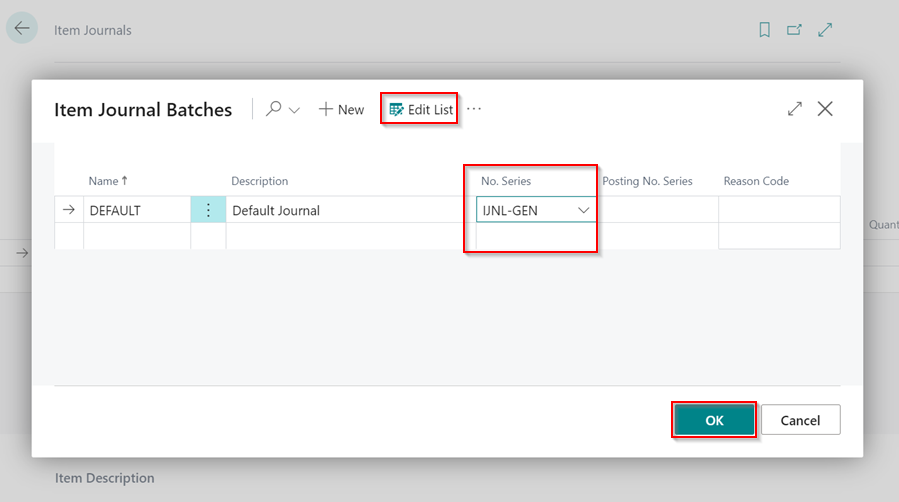 Item Journals
Item Journal Batches
New
Edit List
Name ↑
Description
No. Series
Posting No. Series
Reason Code
DEFAULT
Default Journal
IJNL-GEN
Quant
OK
Cancel
Item Description